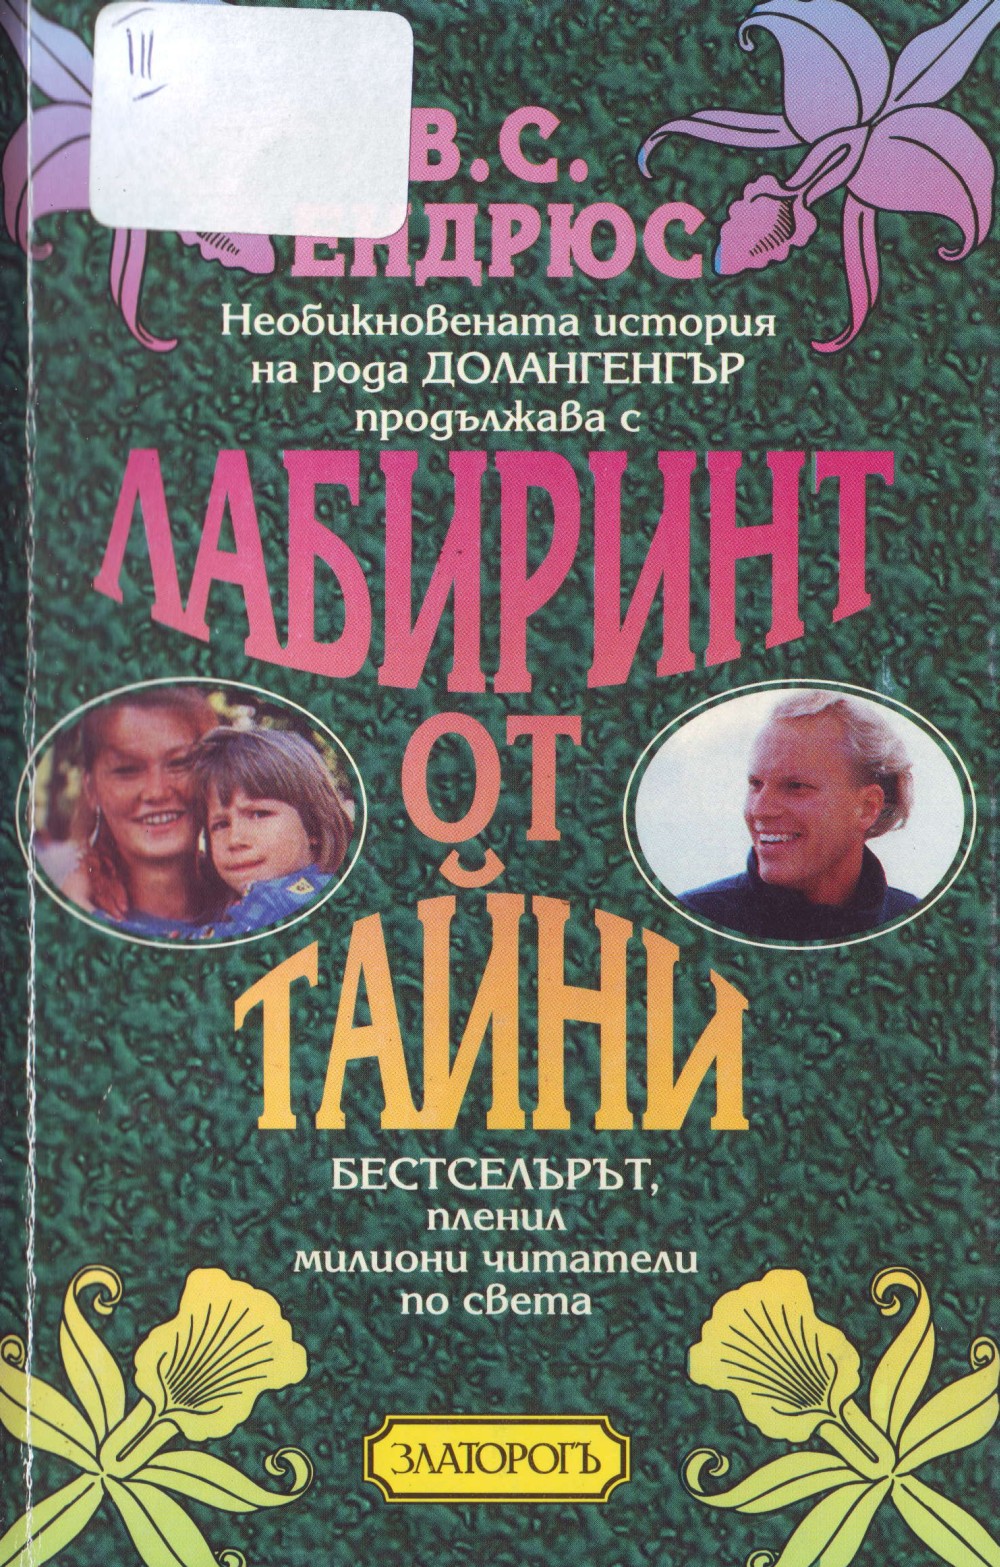 III
В.С.
ЕНДРЮС
Необикновената история
на рода ДОЛАНГЕНГЪР
продължава с
ЛАБИРИНТ
ОТ
ТАЙНИ
БЕСТСЕЛЪРЪТ,
пленил
милиони читатели
по света
ЗЛАТОРОГЪ